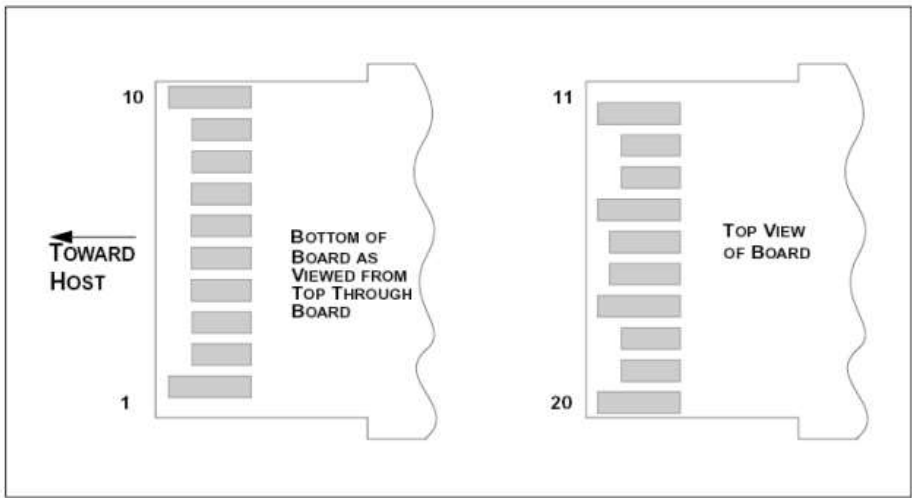 10
1
TOWARD
HOST
BOTTOM OF
BOARD AS
VIEWED FROM
TOP THROUGH
BOARD
11
20
TOP VIEW
OF BOARD